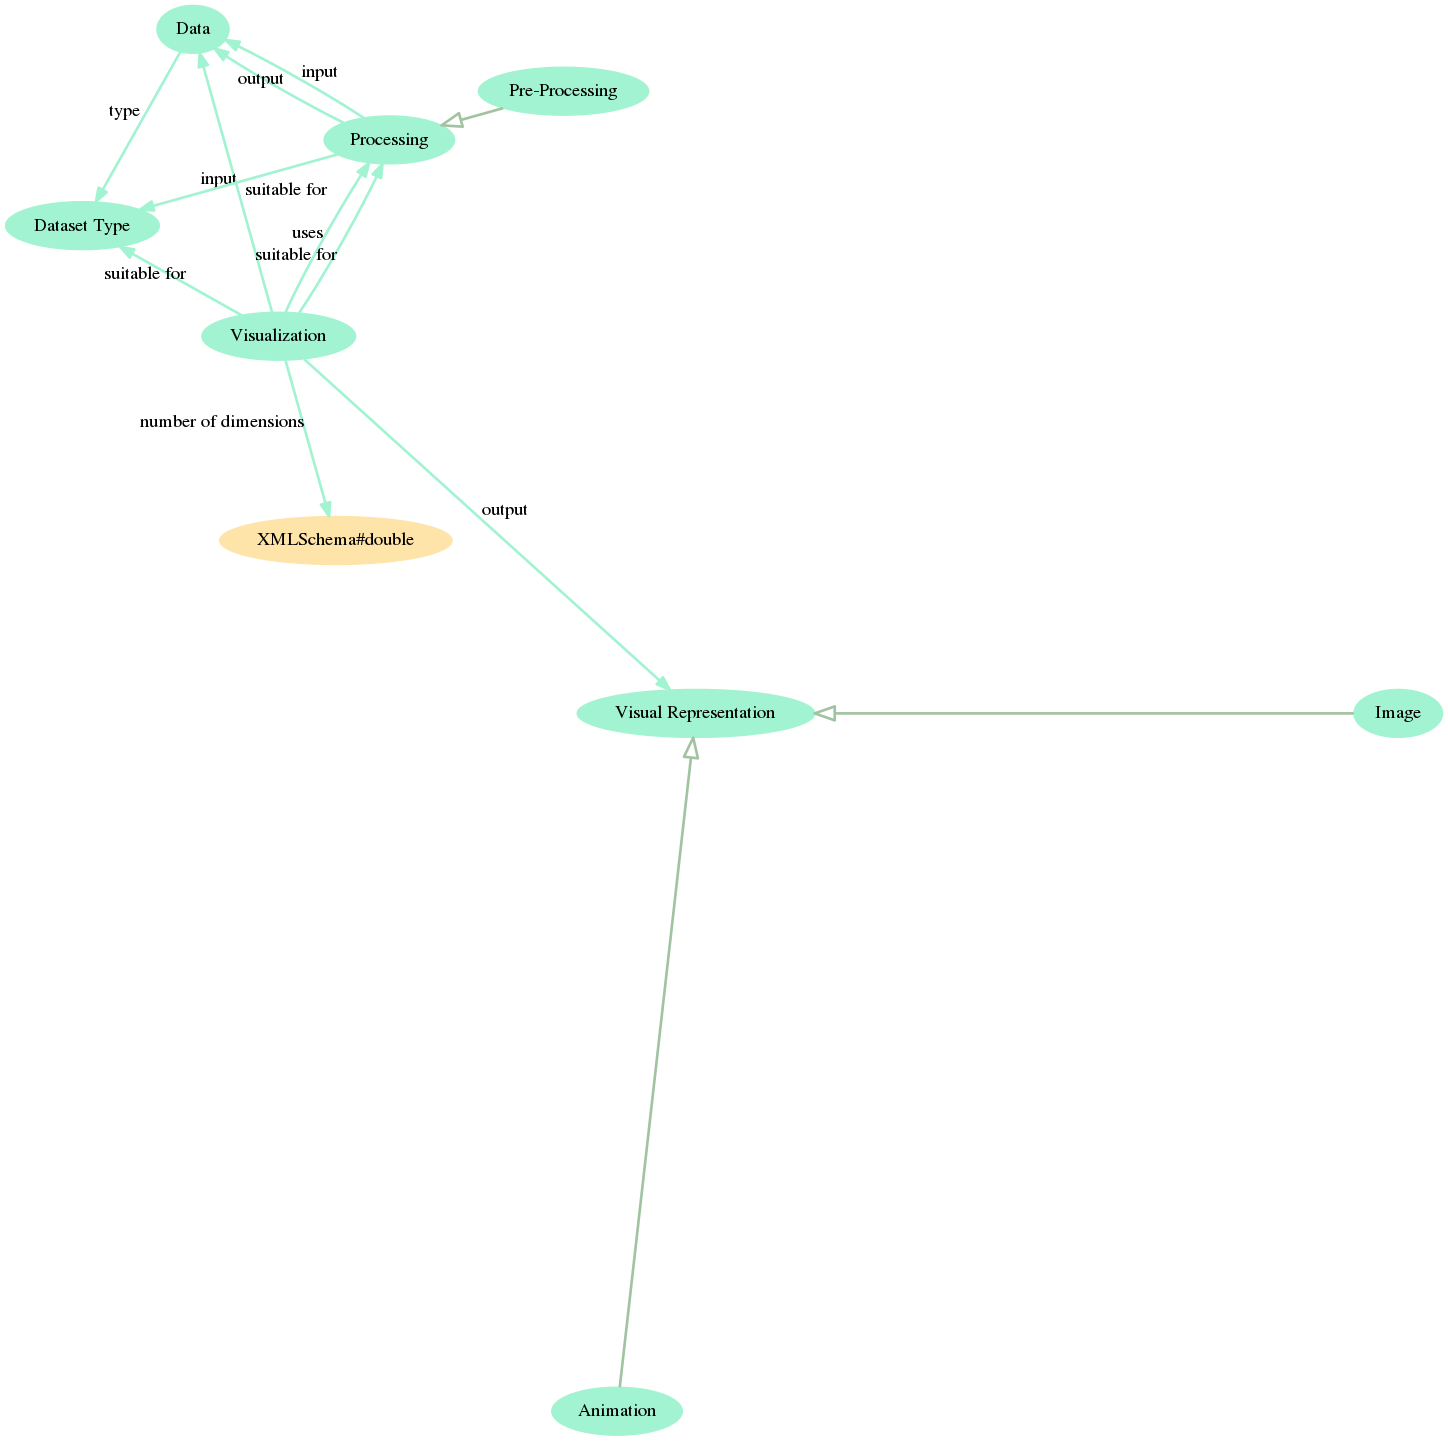 Data
input
output
Pre-Processing
type
Processing
input
suitable for
Dataset Type
uses
suitable for
suitable for
Visualization
number of dimensions
output
XMLSchema#double
Visual Representation
Image
Animation